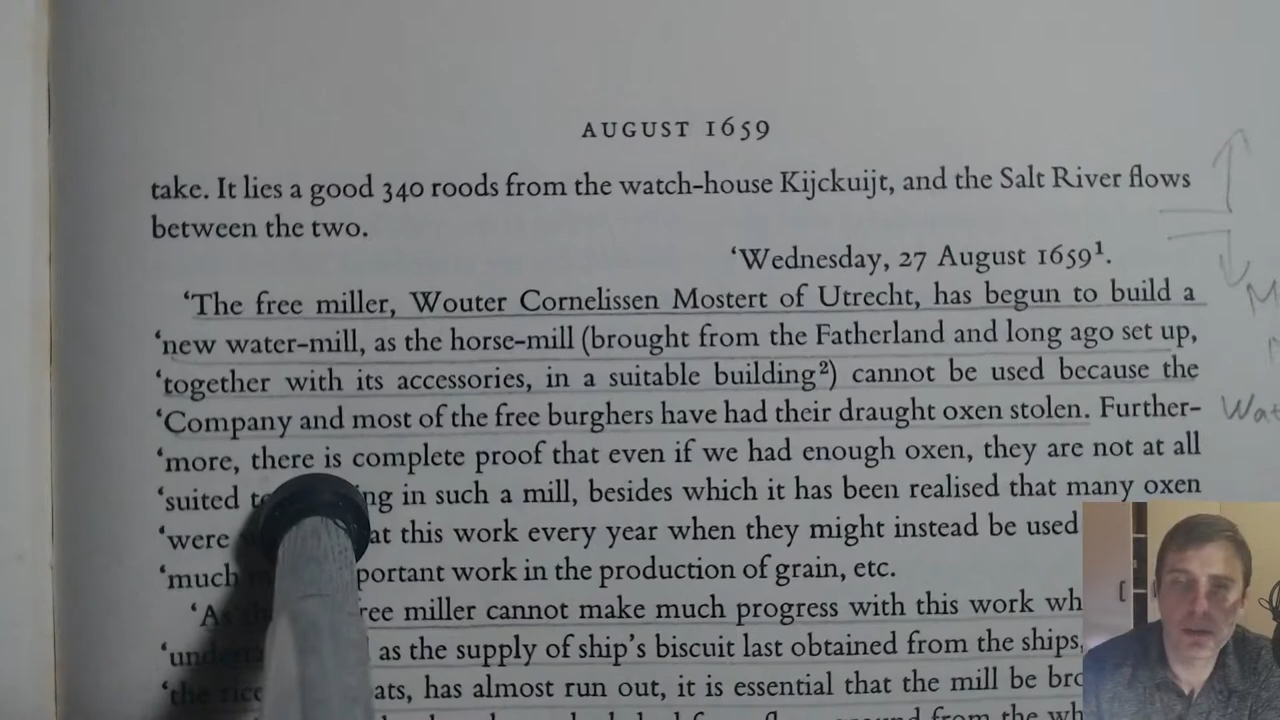 AUGUST 1659
take. It lies a good 340 roods from the watch-house Kijckuijt, and the Salt River flows
between the two.
‘Wednesday, 27 August 1659¹.
‘The free miller, Wouter Cornelissen Mostert of Utrecht, has begun to build a
‘new water-mill, as the horse-mill (brought from the Fatherland and long ago set up,
‘together with its accessories, in a suitable building²) cannot be used because the
‘Company and most of the free burghers have had their draught oxen stolen. Further-
‘more, there is complete proof that even if we had enough oxen, they are not at all
‘suited ing in such a mill, besides which it has been realised that many oxen
‘were at this work every year when they might instead be used
‘much portant work in the production of grain, etc.
‘As ree miller cannot make much progress with this work wh
as the supply of ship’s biscuit last obtained from the ships,
‘the ats, has almost run out, it is essential that the mill be bro
from the wh